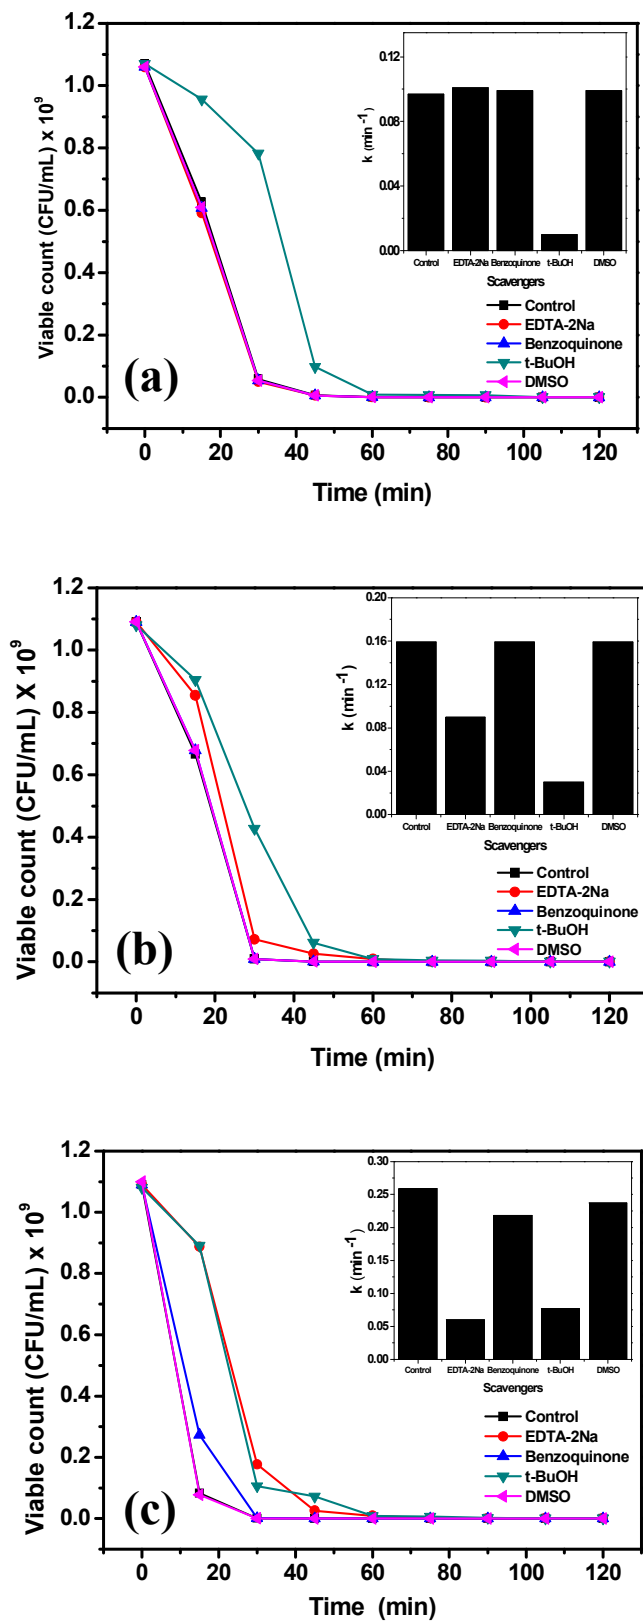 1.2
1.0
0.8
0.6
0.4
0.2
0.0
Viable count (CFU/mL) x 10⁹
0.12
0.08
0.04
0.00
k (min -1)
Control EDTA-2Na Benzoquinone t-BuOH DMSO
Scavengers
Control
EDTA-2Na
Benzoquinone
t-BuOH
DMSO
(a)
0 20 40 60 80 100 120
Time (min)
1.2
1.0
0.8
0.6
0.4
0.2
0.0
Viable count (CFU/mL) X 10⁹
0.20
0.16
0.12
0.08
0.04
0.00
k (min -1)
Control EDTA-2Na Benzoquinone t-BuOH DMSO
Scavengers
Control
EDTA-2Na
Benzoquinone
t-BuOH
DMSO
(b)
0 20 40 60 80 100 120
Time (min)
1.2
1.0
0.8
0.6
0.4
0.2
0.0
Viable count (CFU/mL) x 10⁹
0.30
0.25
0.20
0.15
0.10
0.05
0.00
k (min⁻¹)
Control EDTA-2Na Benzoquinone t-BuOH DMSO
Scavengers
Control
EDTA-2Na
Benzoquinone
t-BuOH
DMSO
(c)
0 20 40 60 80 100 120
Time (min)